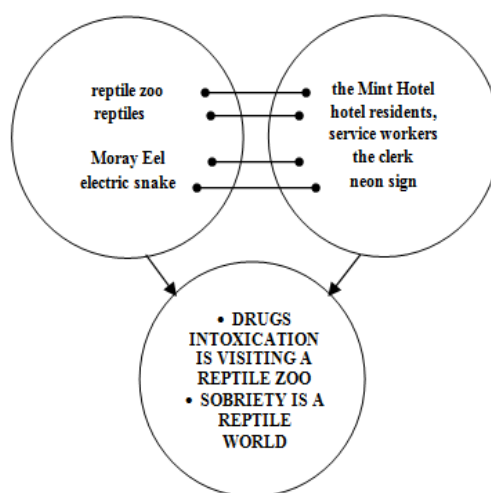 reptile zoo
reptiles
Moray Eel
electric snake
the Mint Hotel
hotel residents,
service workers
the clerk
neon sign
• DRUGS
INTOXICATION
IS VISITING A
REPTILE ZOO
• SOBRIETY IS A
REPTILE
WORLD